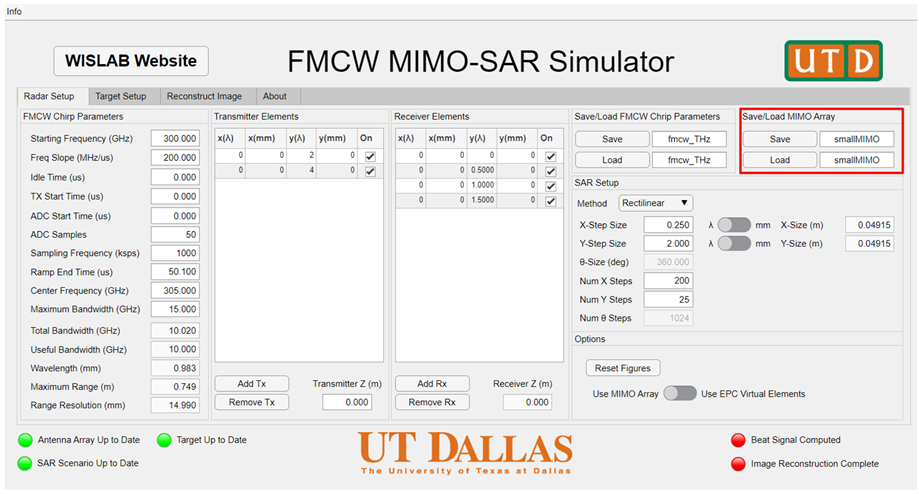 Info
WISLAB Website
FMCW MIMO-SAR Simulator
UTD
Radar Setup Target Setup Reconstruct Image About
FMCW Chirp Parameters
Starting Frequency (GHz) 300.000
Freq Slope (MHz/us) 200.000
Idle Time (us) 0.000
TX Start Time (us) 0.000
ADC Start Time (us) 0.000
ADC Samples 50
Sampling Frequency (ksps) 1000
Ramp End Time (us) 50.100
Center Frequency (GHz) 305.000
Maximum Bandwidth (GHz) 15.000
Total Bandwidth (GHz) 10.020
Useful Bandwidth (GHz) 10.000
Wavelength (mm) 0.983
Maximum Range (m) 0.749
Range Resolution (mm) 14.990
Transmitter Elements
x(λ) x(mm) y(λ) y(mm) On
0 0 2 0
0 0 4 0
Add Tx Transmitter Z (m)
Remove Tx 0.000
Receiver Elements
x(λ) x(mm) y(λ) y(mm) On
0 0 0 0
0 0 0.5000 0
0 0 1.0000 0
0 0 1.5000 0
Add Rx Receiver Z (m)
Remove Rx 0.000
Save/Load FMCW Chirp Parameters
Save fmcw_THz
Load fmcw_THz
Save/Load MIMO Array
Save smallMIMO
Load smallMIMO
SAR Setup
Method Rectilinear
X-Step Size 0.250 λ mm X-Size (m) 0.04915
Y-Step Size 2.000 λ mm Y-Size (m) 0.04915
θ-Size (deg) 360.000
Num X Steps 200
Num Y Steps 25
Num θ Steps 1024
Options
Reset Figures
Use MIMO Array Use EPC Virtual Elements
Antenna Array Up to Date Target Up to Date
SAR Scenario Up to Date
UT DALLAS
The University of Texas at Dallas
Beat Signal Computed
Image Reconstruction Complete